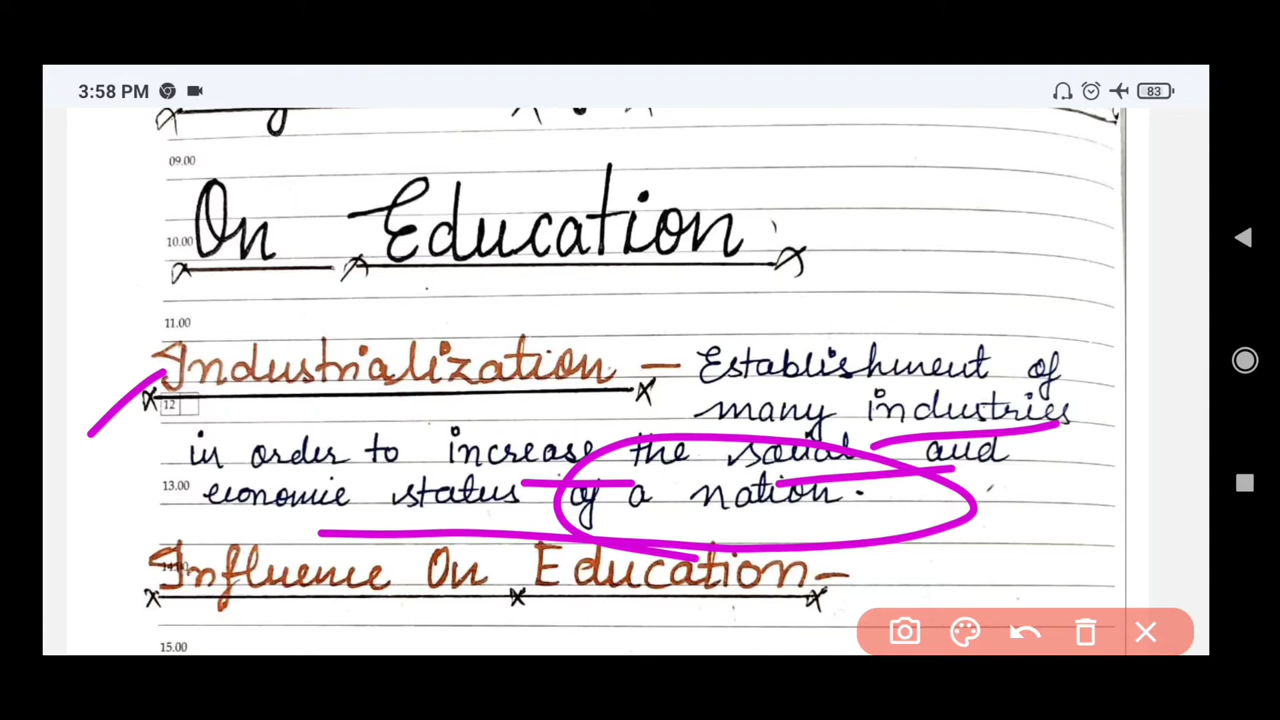 3:58 PM
83
09.00
On Education
10.00
11.00
Industrialization - Establishment of
12
many industries
in order to increase the social and
13.00
economic status of a nation.
Influence On Education-
15.00